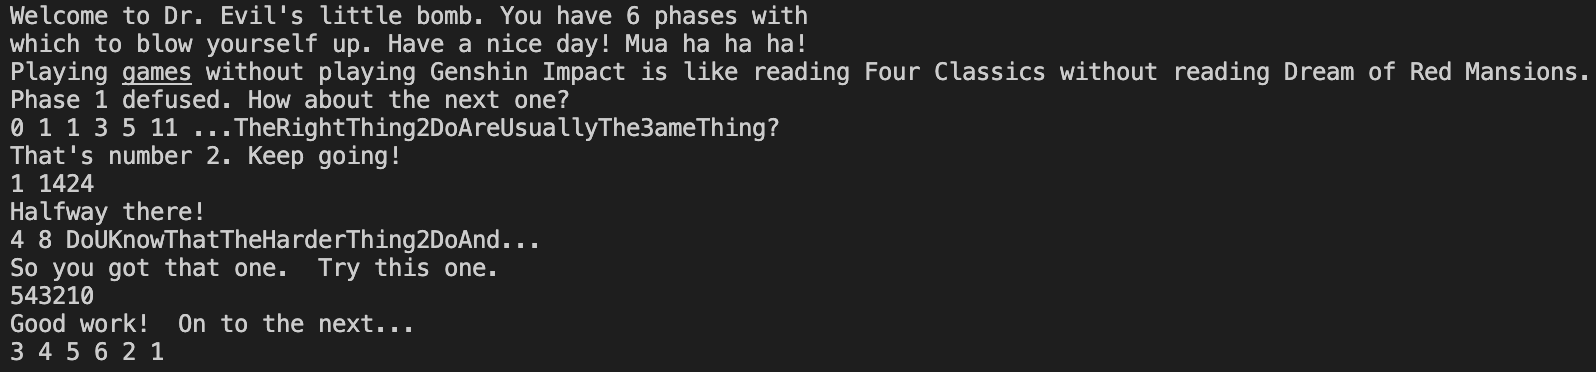 Welcome to Dr. Evil's little bomb. You have 6 phases with
which to blow yourself up. Have a nice day! Mua ha ha ha!
Playing games without playing Genshin Impact is like reading Four Classics without reading Dream of Red Mansions.
Phase 1 defused. How about the next one?
0 1 1 3 5 11 ...TheRightThing2DoAreUsuallyThe3ameThing?
That's number 2. Keep going!
1 1424
Halfway there!
4 8 DoUKnowThatTheHarderThing2DoAnd...
So you got that one.  Try this one.
543210
Good work!  On to the next...
3 4 5 6 2 1